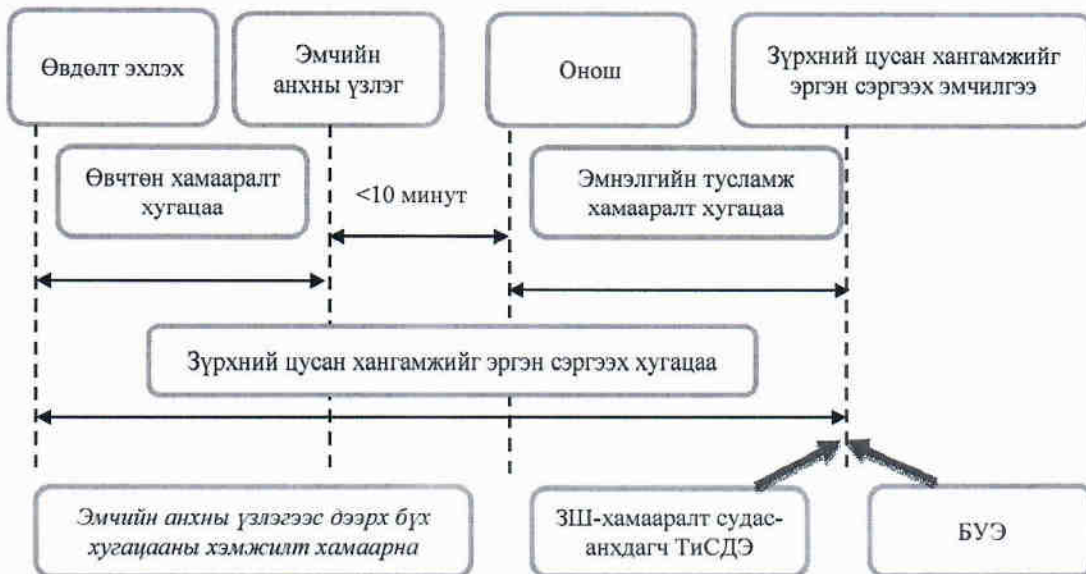 Өвдөлт эхлэх
Эмчийн
анхны үзлэг
Онош
Зүрхний цусан хангамжийг
эргэн сэргээх эмчилгээ
Өвчтөн хамааралт
хугацаа
<10 минут
Эмнэлгийн тусламж
хамааралт хугацаа
Зүрхний цусан хангамжийг эргэн сэргээх хугацаа
Эмчийн анхны үзлэгээс дээрх бүх
хугацааны хэмжилт хамаарна
ЗШ-хамааралт судас-
анхдагч ТиСДЭ
БУЭ